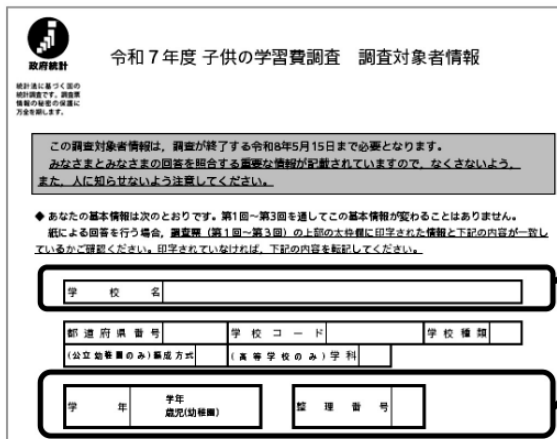 政府統計
統計法に基づく国の
統計調査です。調査票
情報の秘密の保護に
万全を期します。
令和7年度 子供の学習費調査　調査対象者情報
この調査対象者情報は，調査が終了する令和8年5月15日まで必要となります。
みなさまとみなさまの回答を照合する重要な情報が記載されていますので，なくさないよう，
また，人に知らせないよう注意してください。
◆ あなたの基本情報は次のとおりです。第1回～第3回を通してこの基本情報が変わることはありません。
紙による回答を行う場合，調査票（第1回～第3回）の上部の太枠欄に印字された情報と下記の内容が一致し
ているかご確認ください。印字されていなければ，下記の内容を転記してください。
学校名
都道府県番号 学校コード 学校種類
(公立幼稚園のみ)編成方式 (高等学校のみ)学科
学年 学年 整理番号
歳児(幼稚園)